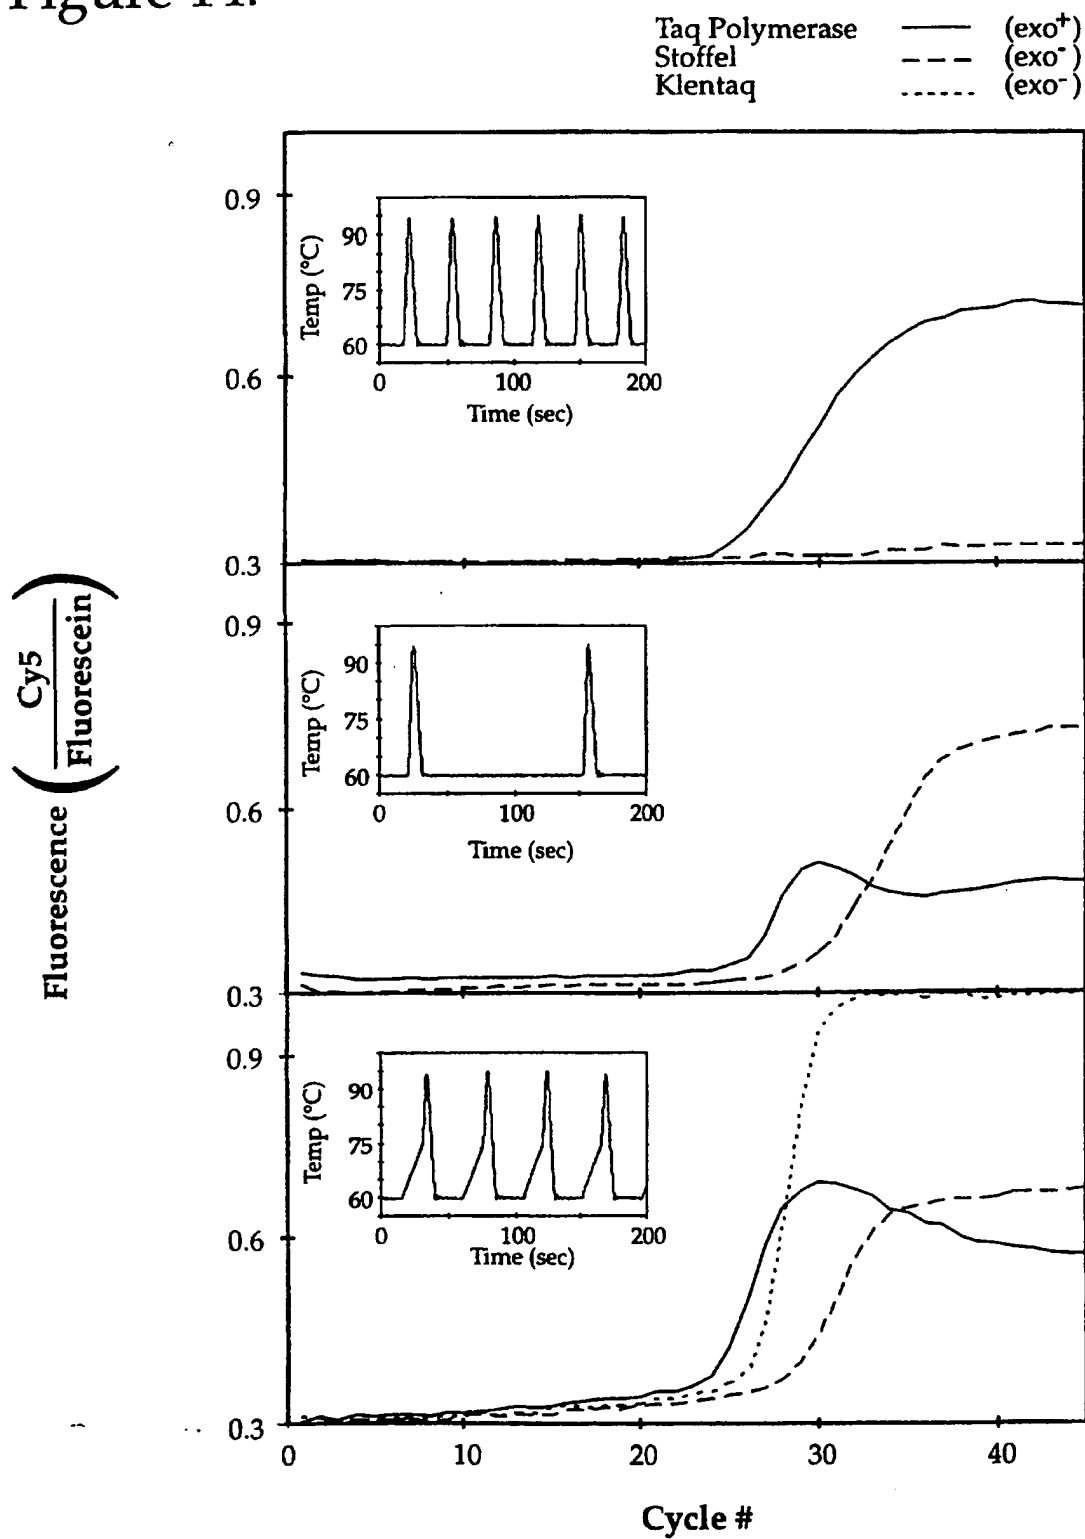 Figure 11.
Taq Polymerase (exo⁺)
Stoffel (exo⁻)
Klentaq (exo⁻)
0.9
90
75
60
Temp (°C)
0 100 200
Time (sec)
0.6
0.3
0.9
90
75
60
Temp (°C)
0 100 200
Time (sec)
0.6
0.3
0.9
90
75
60
Temp (°C)
0 100 200
Time (sec)
0.6
0.3
0 10 20 30 40
Cycle #
Fluorescence (Cy5
Fluorescein)